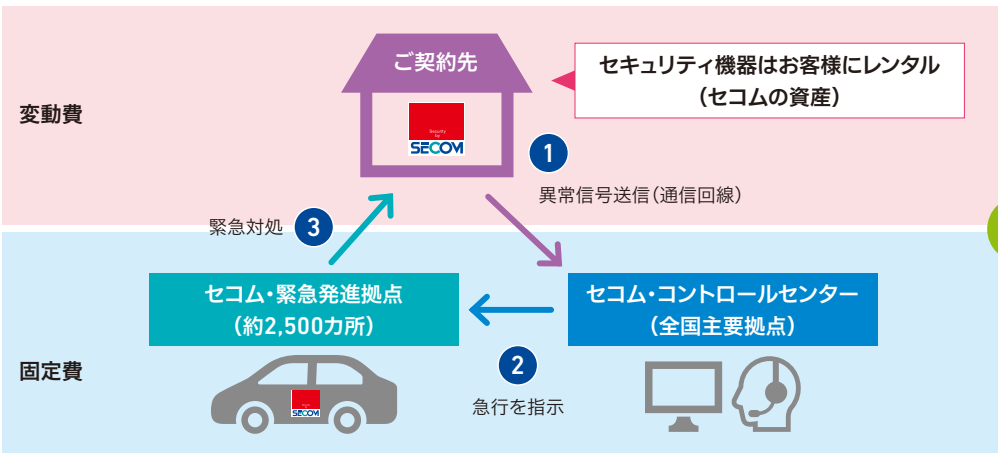 ご契約先
セキュリティ機器はお客様にレンタル
（セコムの資産）
変動費
Security
by
SECOM
1
異常信号送信（通信回線）
緊急対処
3
セコム・緊急発進拠点
（約2,500カ所）
セコム・コントロールセンター
（全国主要拠点）
固定費
2
急行を指示
SECOM